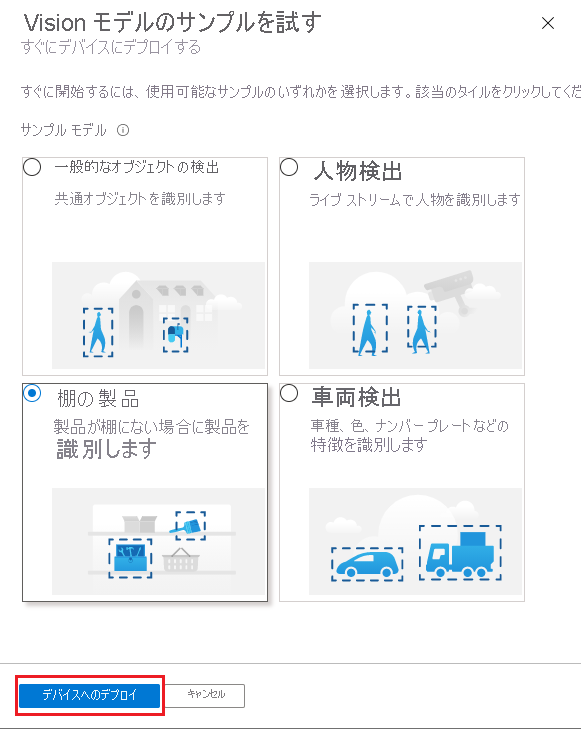 Vision モデルのサンプルを試す
すぐにデバイスにデプロイする
すぐに開始するには、使用可能なサンプルのいずれかを選択します。該当のタイルをクリックしてくだ
サンプル モデル
一般的なオブジェクトの検出
共通オブジェクトを識別します
人物検出
ライブ ストリームで人物を識別します
棚の製品
製品が棚にない場合に製品を
識別します
車両検出
車種、色、ナンバー プレートなどの
特徴を識別します
デバイスへのデプロイ
キャンセル